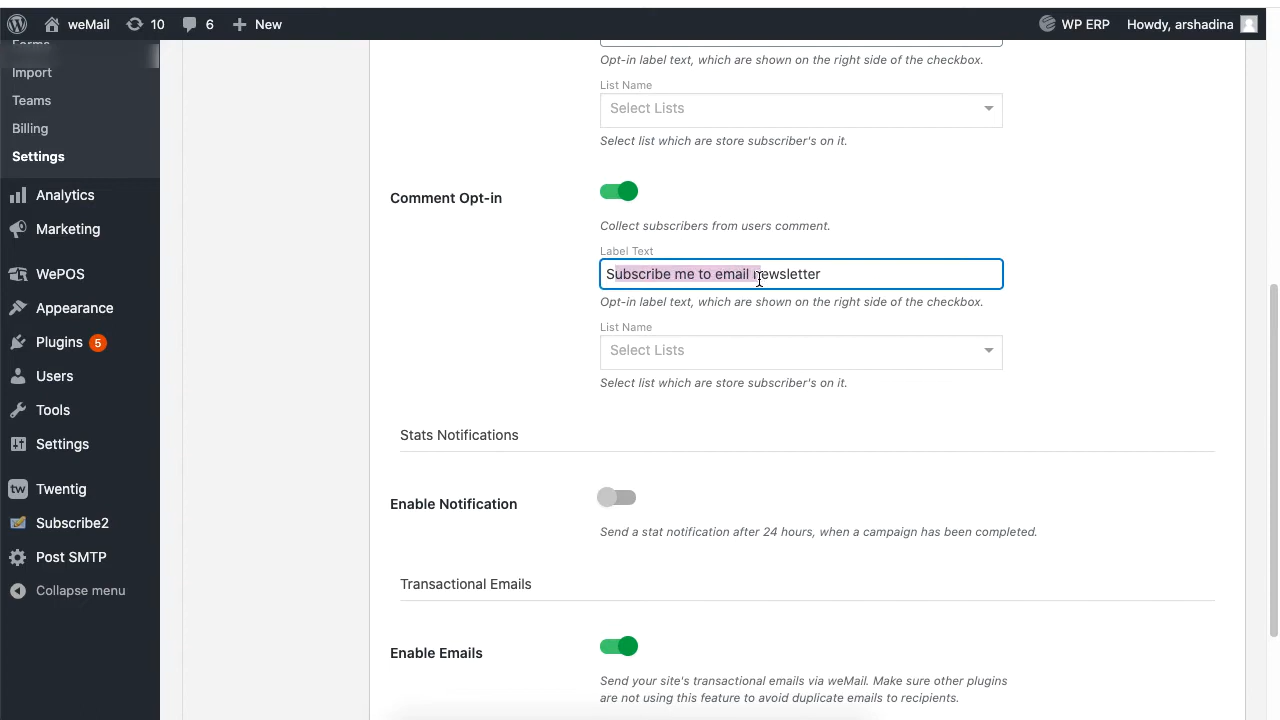 weMail 10 6 New WP ERP Howdy, arshadina
Forms
Import
Teams
Billing
Settings
Analytics
Marketing
WePOS
Appearance
Plugins 5
Users
Tools
Settings
tw Twentig
Subscribe2
Post SMTP
Collapse menu
Opt-in label text, which are shown on the right side of the checkbox.
List Name
Select Lists
Select list which are store subscriber's on it.
Comment Opt-in
Collect subscribers from users comment.
Label Text
Subscribe me to email newsletter
Opt-in label text, which are shown on the right side of the checkbox.
List Name
Select Lists
Select list which are store subscriber's on it.
Stats Notifications
Enable Notification
Send a stat notification after 24 hours, when a campaign has been completed.
Transactional Emails
Enable Emails
Send your site's transactional emails via weMail. Make sure other plugins
are not using this feature to avoid duplicate emails to recipients.